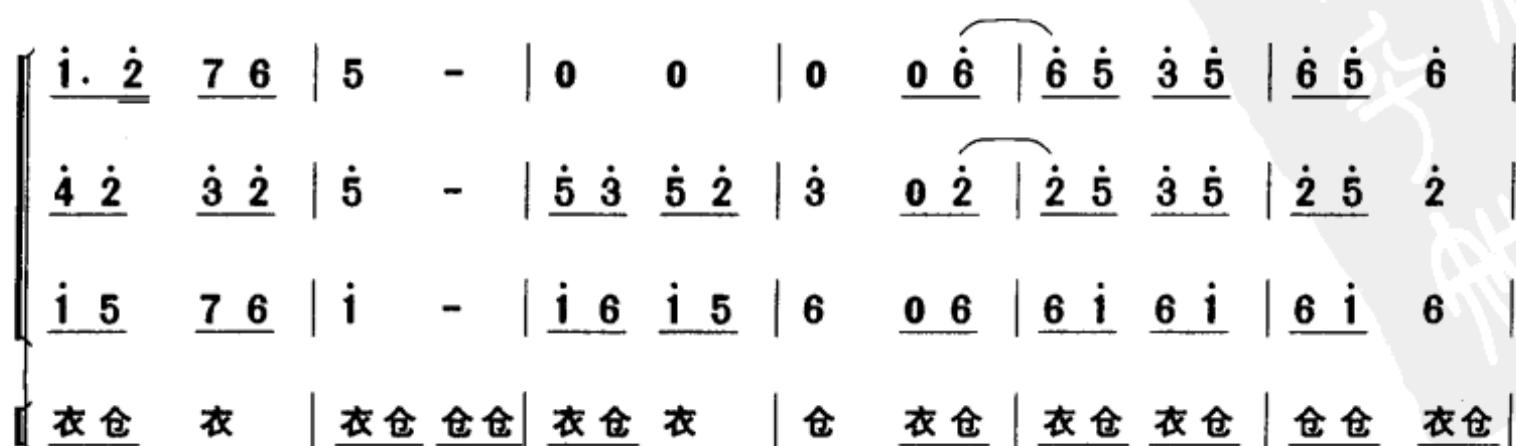 i̇. 2̇ 7 6 | 5 - | 0 0 | 0 0 6̇ | 6̇ 5̇ 3̇ 5̇ | 6̇ 5̇ 6̇ |
4̇ 2̇ 3̇ 2̇ | 5̇ - | 5̇ 3̇ 5̇ 2̇ | 3̇ 0 2̇ | 2̇ 5̇ 3̇ 5̇ | 2̇ 5̇ 2̇ |
1̇ 5 7 6 | 1̇ - | 1̇ 6 1̇ 5 | 6 0 6 | 6 1̇ 6 1̇ | 6 1̇ 6 |
衣仓 衣 | 衣仓 仓仓 | 衣仓 衣 | 仓 衣仓 | 衣仓 衣仓 | 仓仓 衣仓 |